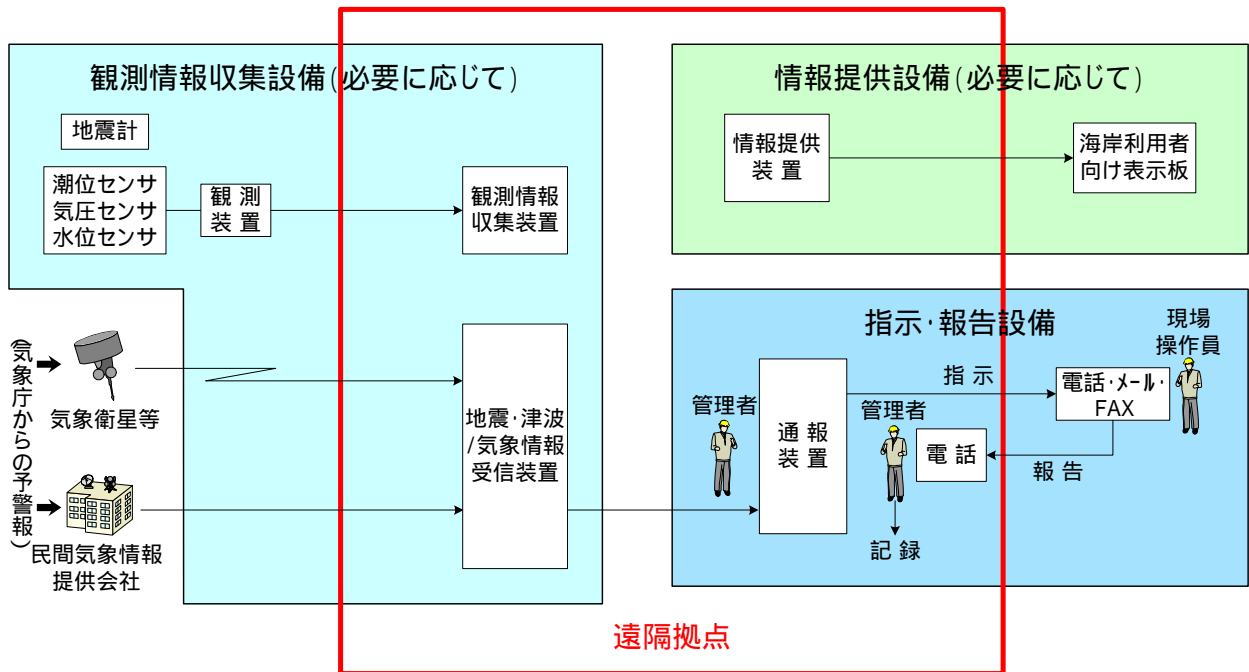 観測情報収集設備(必要に応じて)
地震計
潮位センサ
気圧センサ
水位センサ
観 測
装 置
観測情報
収集装置
(気象庁からの予警報)
気象衛星等
民間気象情報
提供会社
地震・津波
/気象情報
受信装置
情報提供設備(必要に応じて)
情報提供
装置
海岸利用者
向け表示板
指示・報告設備
管理者
通 報
装 置
指 示
管理者
電 話
電話・メール・
FAX
現場
操作員
報 告
記 録
遠隔拠点